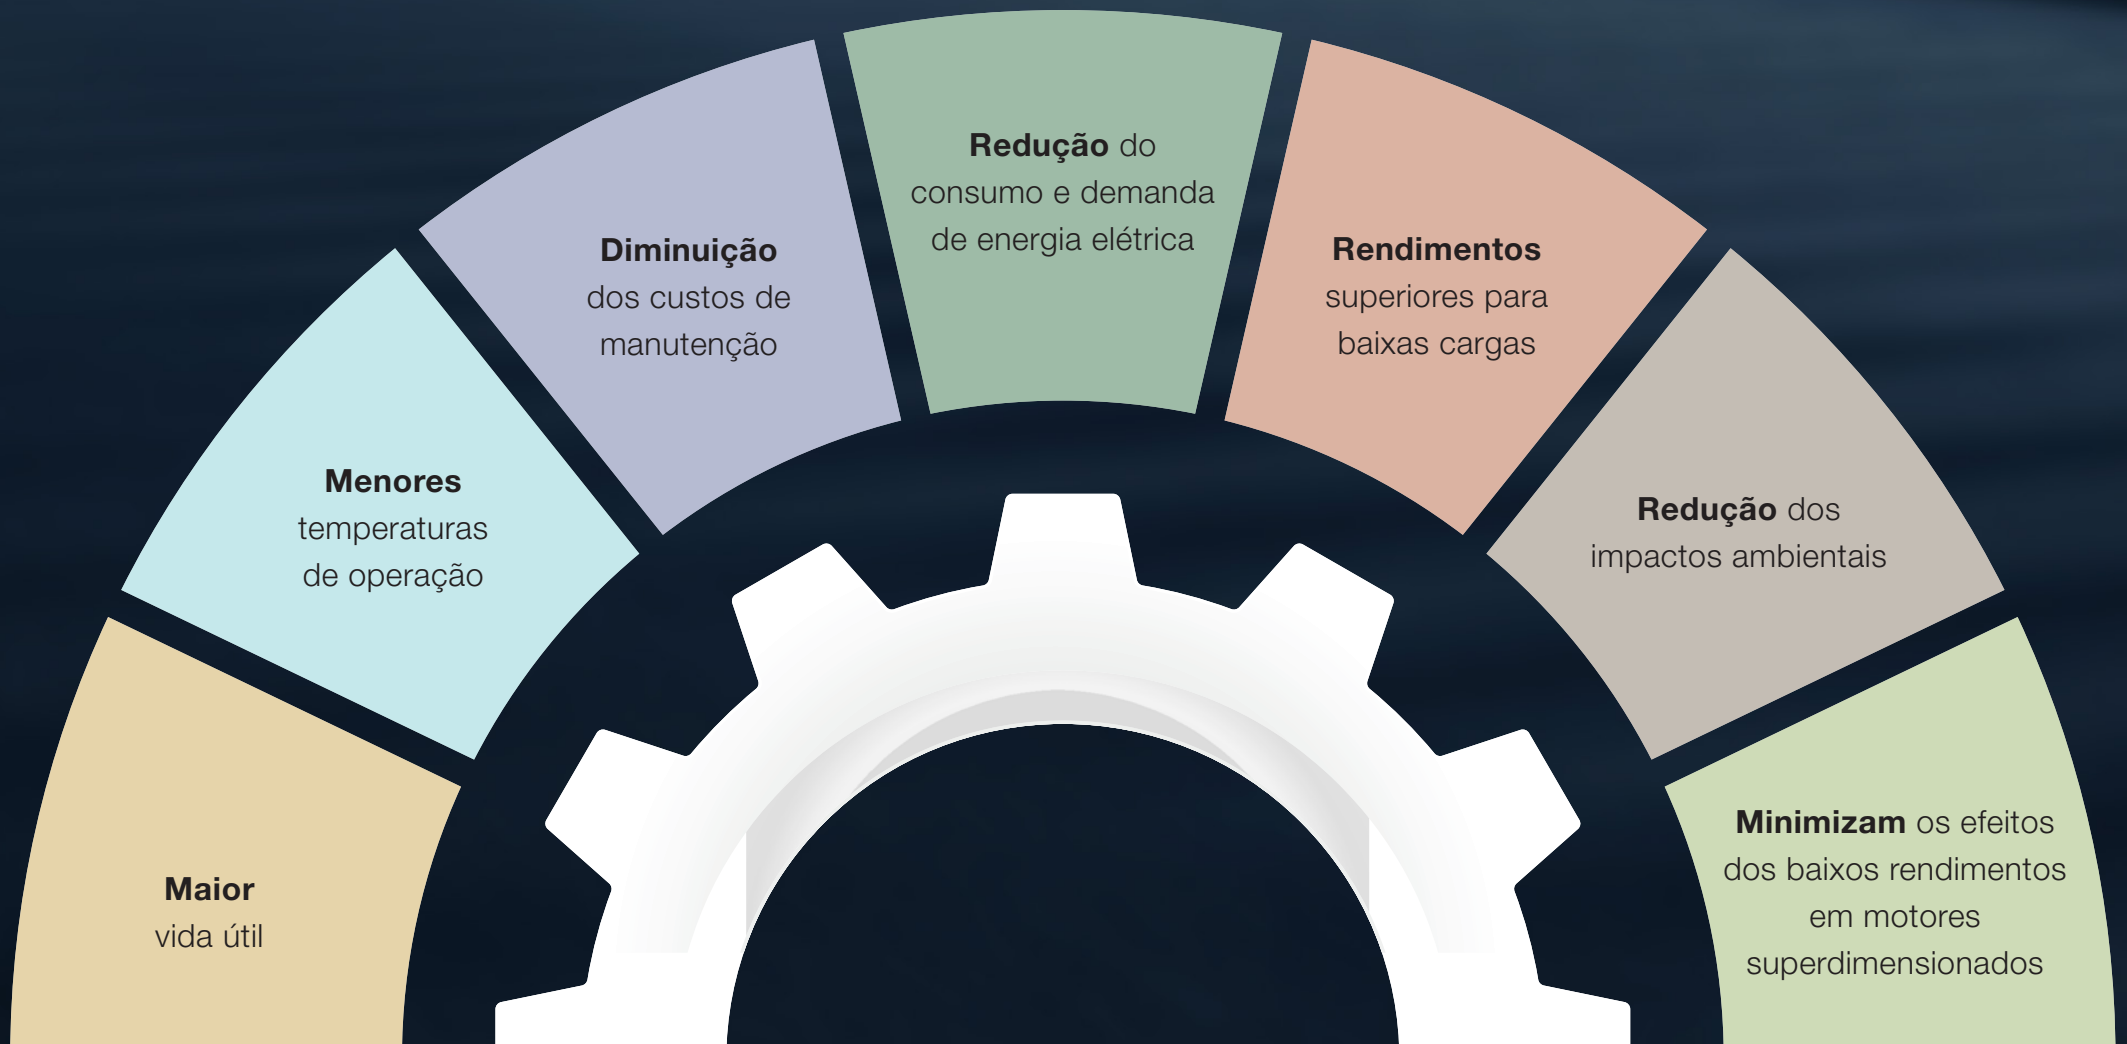 Maior
vida útil
Menores
temperaturas
de operação
Diminuição
dos custos de
manutenção
Redução do
consumo e demanda
de energia elétrica
Rendimentos
superiores para
baixas cargas
Redução dos
impactos ambientais
Minimizam os efeitos
dos baixos rendimentos
em motores
superdimensionados